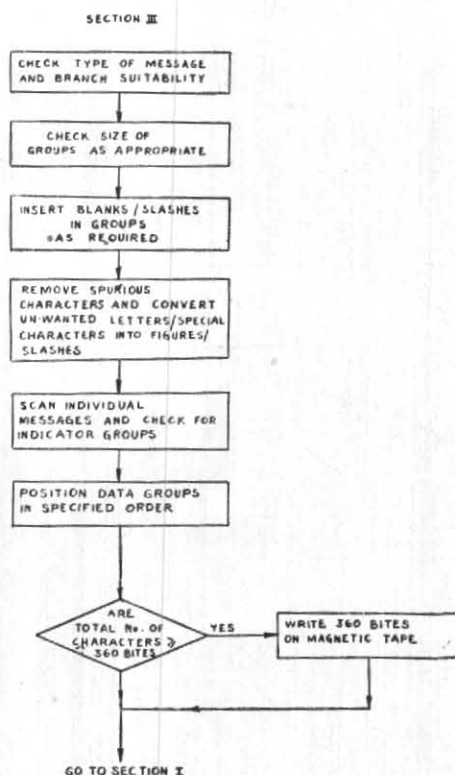 SECTION III
CHECK TYPE OF MESSAGE
AND BRANCH SUITABILITY
CHECK SIZE OF
GROUPS AS APPROPRIATE
INSERT BLANKS/SLASHES
IN GROUPS
*AS REQUIRED
REMOVE SPURIOUS
CHARACTERS AND CONVERT
UN-WANTED LETTERS/SPECIAL
CHARACTERS INTO FIGURES/
SLASHES
SCAN INDIVIDUAL
MESSAGES AND CHECK FOR
INDICATOR GROUPS
POSITION DATA GROUPS
IN SPECIFIED ORDER
ARE
TOTAL No. OF
CHARACTERS ≥
360 BITES
YES
WRITE 360 BITES
ON MAGNETIC TAPE
GO TO SECTION I